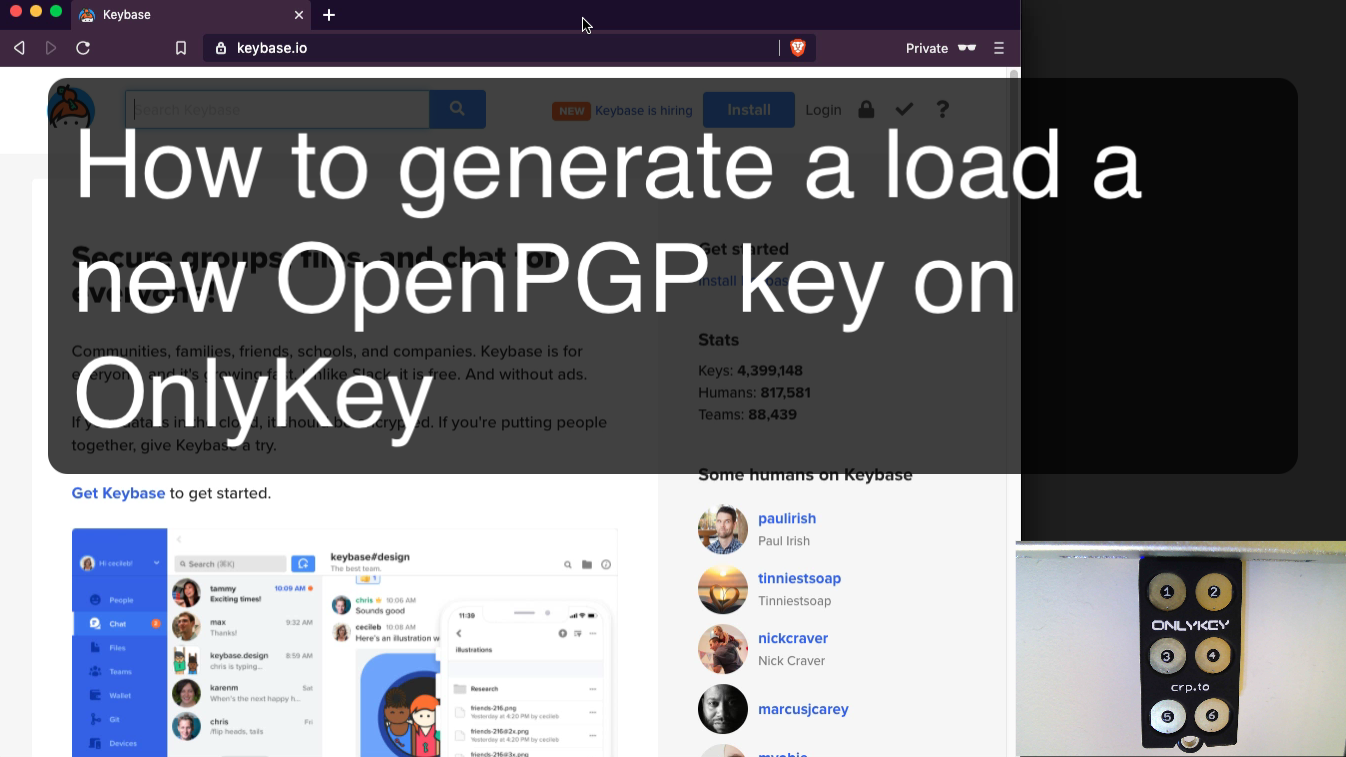 Keybase
keybase.io
Private
Search Keybase
NEW Keybase is hiring
Install
Login
How to generate a load a
new OpenPGP key on
OnlyKey
Secure groups, files, and chat for
everyone!
Communities, families, friends, schools, and companies. Keybase is for
everyone, and it's growing fast. Unlike Slack, it is free. And without ads.
If your data is in the cloud, it should be encrypted. If you're putting people
together, give Keybase a try.
Get Keybase to get started.
Get started
Install Keybase
Stats
Keys: 4,399,148
Humans: 817,581
Teams: 88,439
Some humans on Keybase
paulirish
Paul Irish
tinniestsoap
Tinniestsoap
nickcraver
Nick Craver
marcusjcarey
Hi cecileb!
People
Chat 2
Files
Teams
Wallet
Git
Devices
Search (⌘K)
tammy 10:09 AM
Exciting times!
max 9:32 AM
Thanks!
keybase.design 8:59 AM
chris is typing...
karenm Sat
When's the next happy h...
chris Fri
/flip heads, tails
keybase#design
The best team.
1
chris 10:06 AM
Sounds good
cecileb 10:08 AM
Here's an illustration w
11:39
illustrations
Research
friends-216.png
Yesterday at 4:20 PM by cecileb
friends-216@2x.png
Yesterday at 4:20 PM by cecileb
friends-216@3x.png
1 2
ONLYKEY
3 4
crp.to
5 6